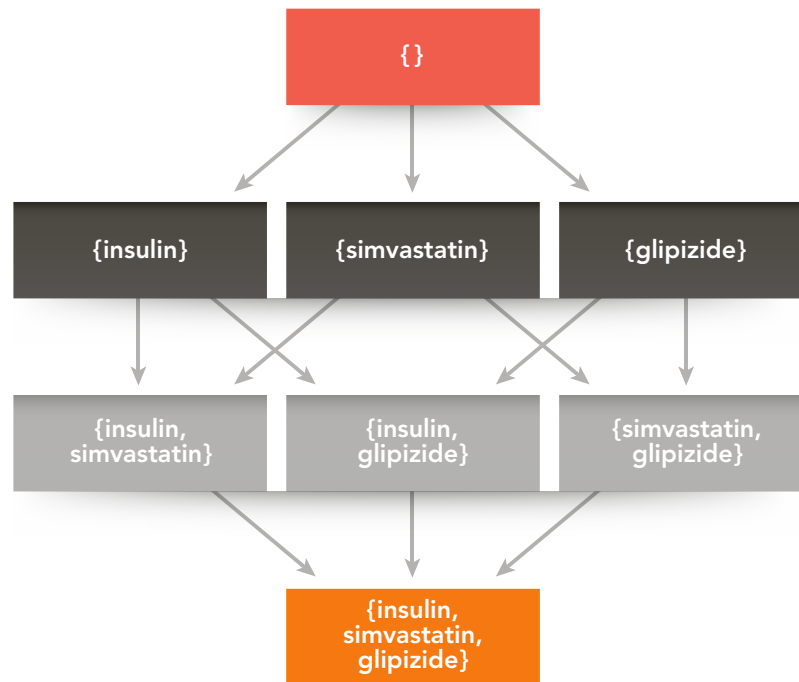 {}
{insulin}
{simvastatin}
{glipizide}
{insulin,
simvastatin}
{insulin,
glipizide}
{simvastatin,
glipizide}
{insulin,
simvastatin,
glipizide}